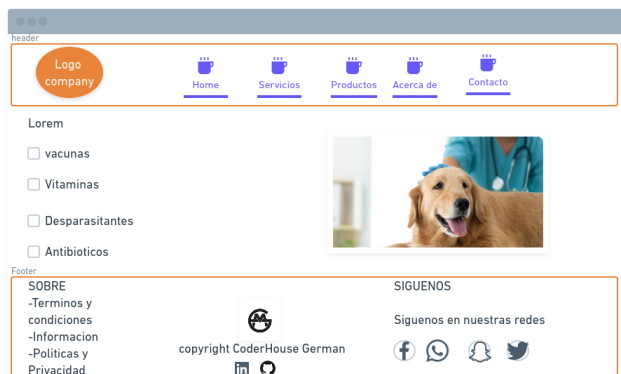 header
Logo
company
Home
Servicios
Productos
Acerca de
Contacto
Lorem
vacunas
Vitaminas
Desparasitantes
Antibioticos
Footer
SOBRE
-Terminos y
condiciones
-Informacion
-Politicas y
Privacidad
copyright CoderHouse German
SIGUENOS
Siguenos en nuestras redes